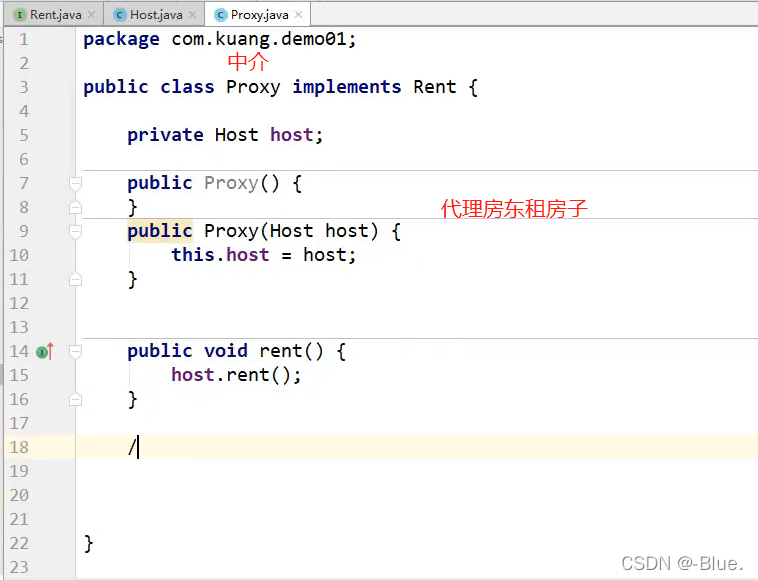 Rent.java × Host.java × Proxy.java ×
1 package com.kuang.demo01;
2 中介
3 public class Proxy implements Rent {
4
5 private Host host;
6
7 public Proxy() {
8 } 代理房东租房子
9 public Proxy(Host host) {
10 this.host = host;
11 }
12
13
14 public void rent() {
15 host.rent();
16 }
17
18 /
19
20
21
22 }
23
CSDN @-Blue.